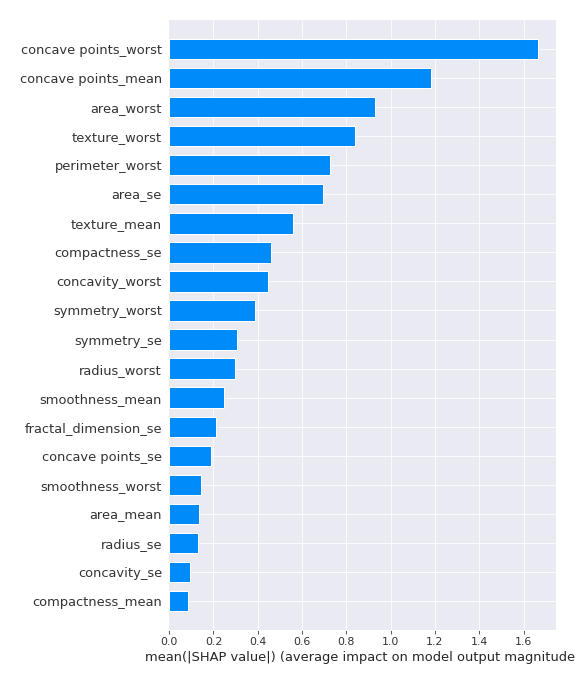 concave points_worst
concave points_mean
area_worst
texture_worst
perimeter_worst
area_se
texture_mean
compactness_se
concavity_worst
symmetry_worst
symmetry_se
radius_worst
smoothness_mean
fractal_dimension_se
concave points_se
smoothness_worst
area_mean
radius_se
concavity_se
compactness_mean
0.0 0.2 0.4 0.6 0.8 1.0 1.2 1.4 1.6
mean(|SHAP value|) (average impact on model output magnitude